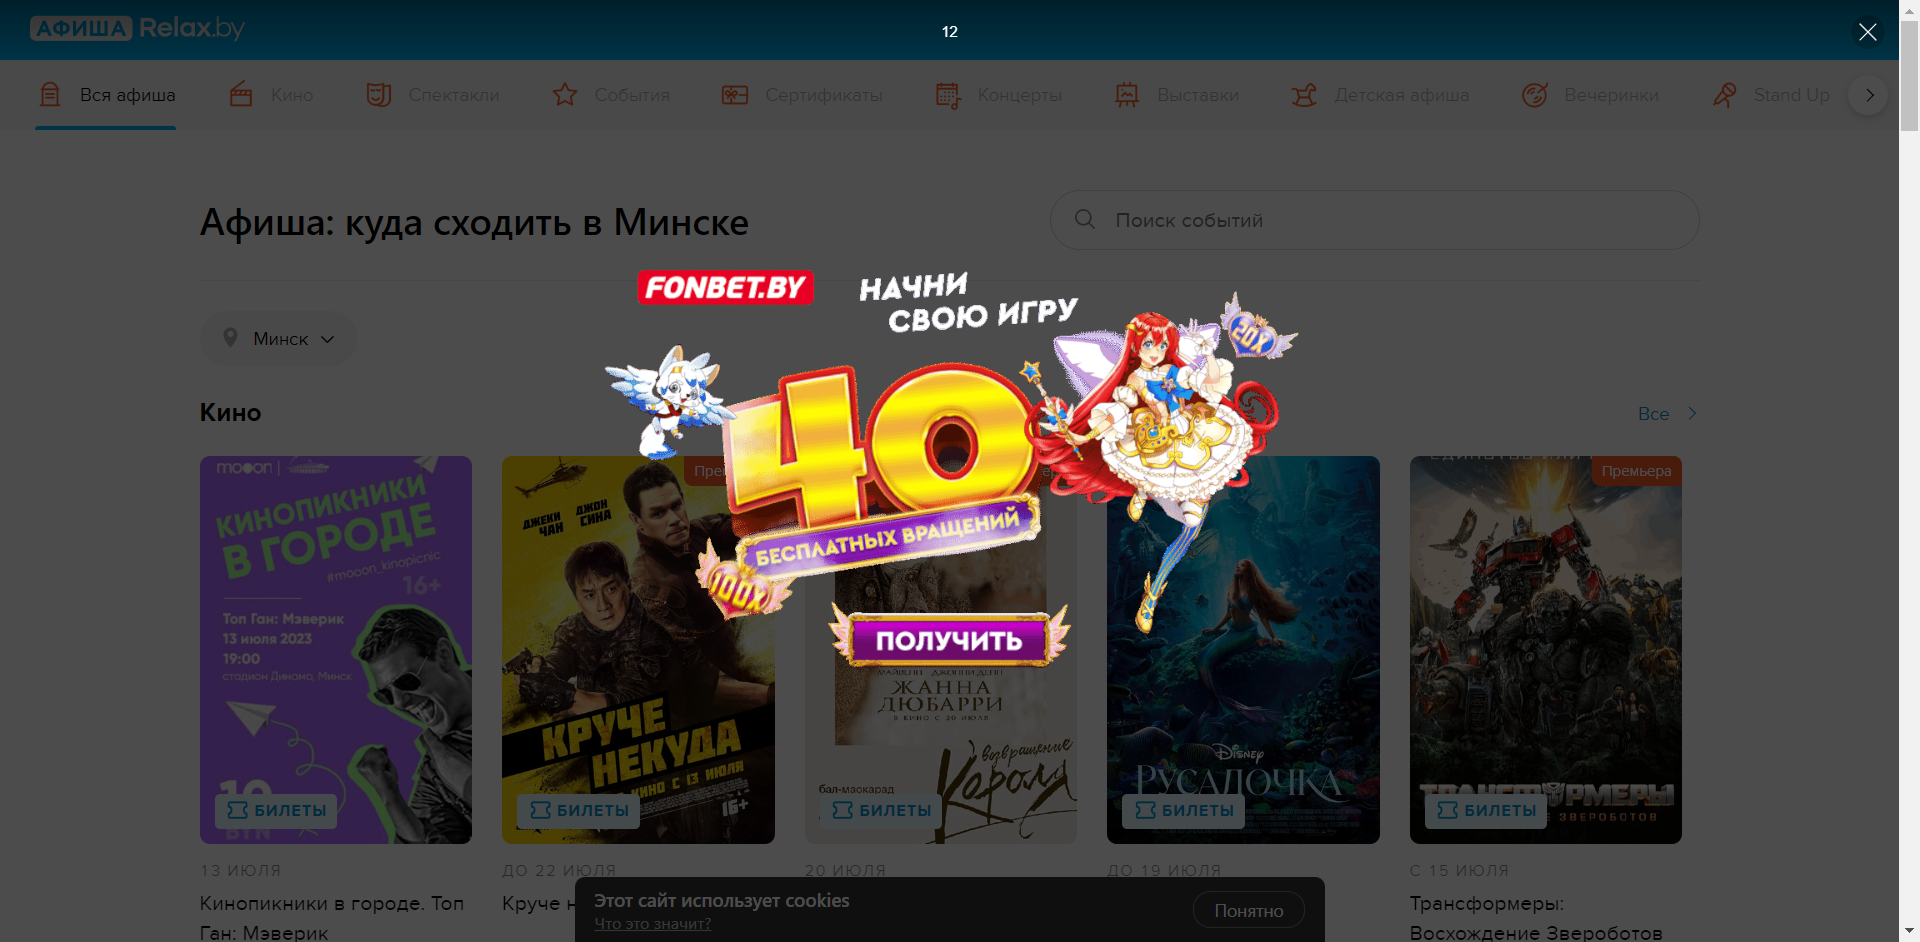 АФИША Relax.by
12
Вся афиша
Кино
Спектакли
События
Сертификаты
Концерты
Выставки
Детская афиша
Вечеринки
Stand Up
Афиша: куда сходить в Минске
Поиск событий
FONBET.BY
НАЧНИ
СВОЮ ИГРУ
Минск
20X
40
БЕСПЛАТНЫХ ВРАЩЕНИЙ
100X
ПОЛУЧИТЬ
Кино
Все
mooon
КИНОПИКНИКИ
В ГОРОДЕ
#mooon_kinopicnic
16+
Топ Ган: Мэверик
13 июля 2023
19:00
стадион Динамо, Минск
БИЛЕТЫ
ДЖЕКИ ЧАН
ДЖОН СИНА
КРУЧЕ
НЕКУДА
КИНО С 13 ИЮЛЯ
16+
БИЛЕТЫ
ЖАННА
ДЮБАРРИ
В КИНО С 20 ИЮЛЯ
возвращение
Короля
бал-маскарад
БИЛЕТЫ
Disney
РУСАЛОЧКА
БИЛЕТЫ
Премьера
ТРАНСФОРМЕРЫ
ЗВЕРОБОТОВ
БИЛЕТЫ
13 ИЮЛЯ
Кинопикники в городе. Топ
Ган: Мэверик
ДО 22 ИЮЛЯ
Круче
20 ИЮЛЯ
ДО 19 ИЮЛЯ
С 15 ИЮЛЯ
Трансформеры:
Восхождение Звероботов
Этот сайт использует cookies
Что это значит?
Понятно